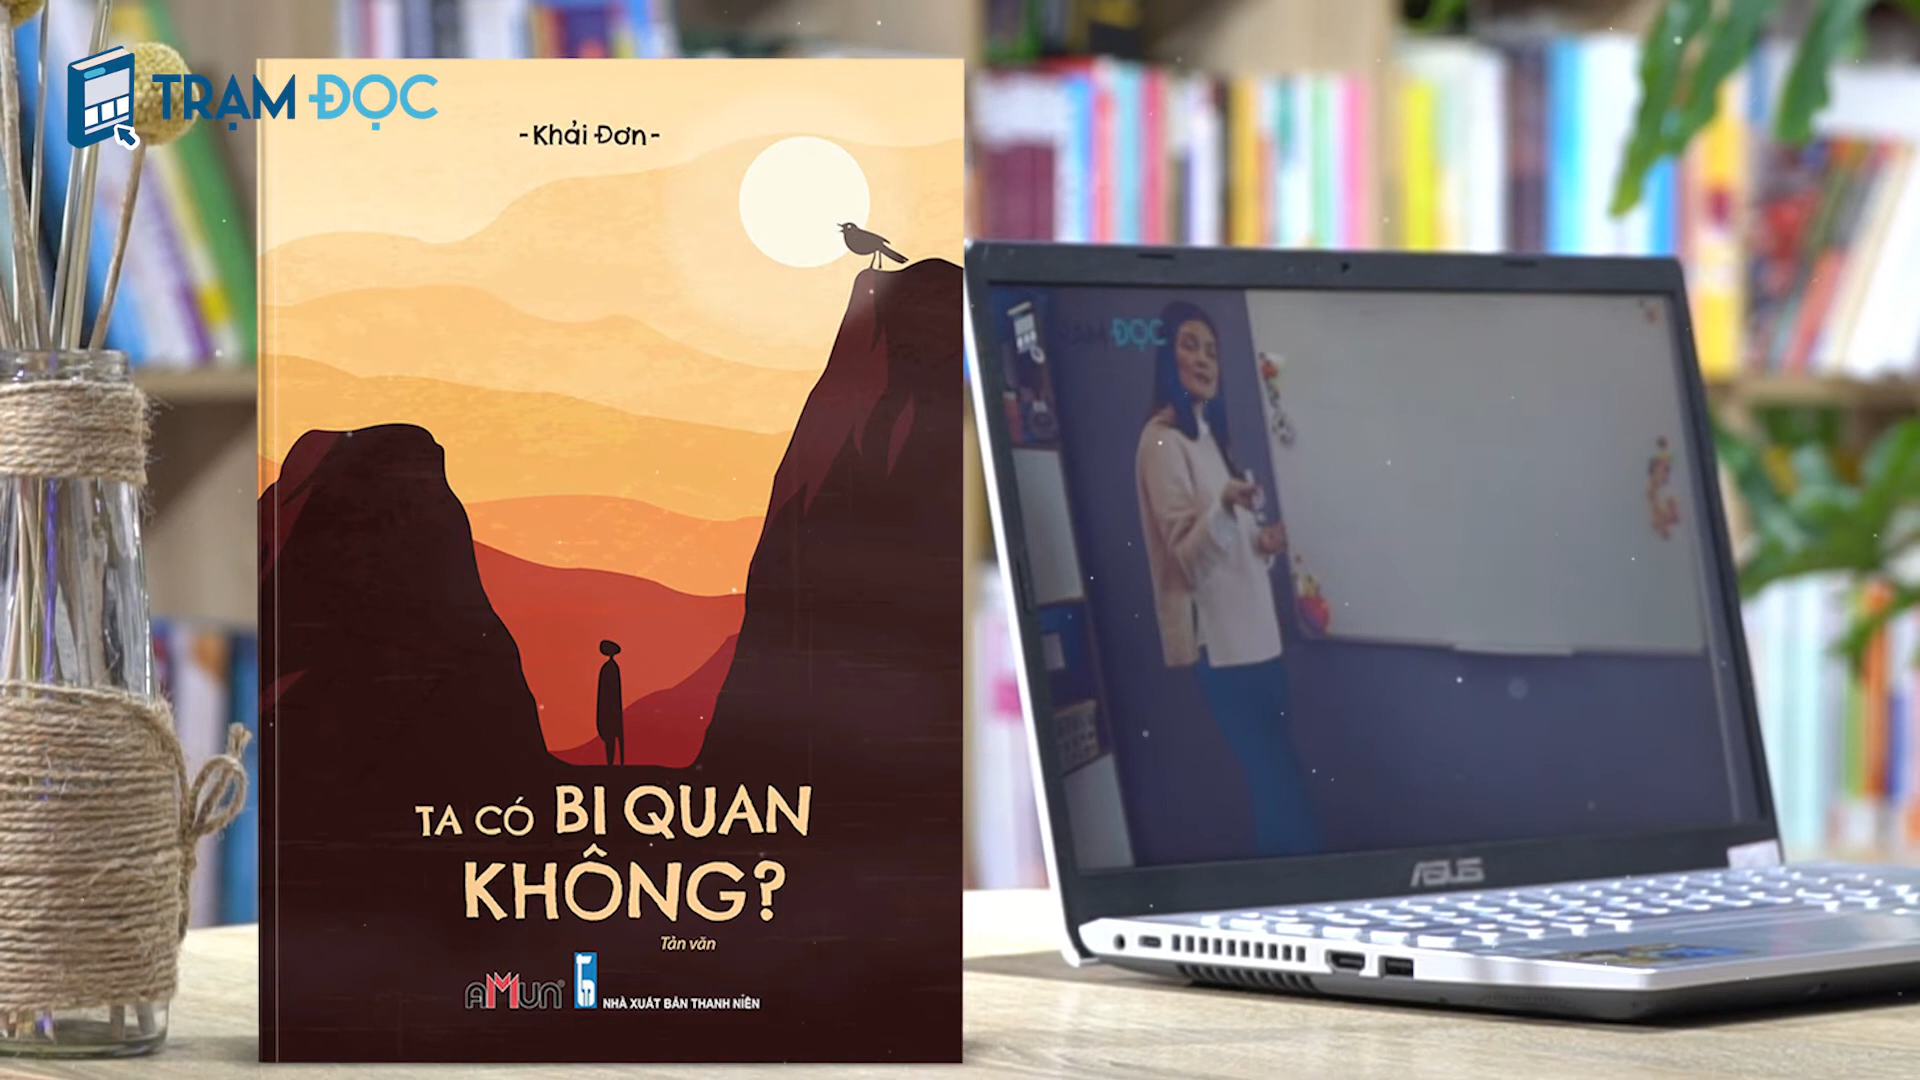 TRẠM ĐỌC
-Khải Đơn-
TA CÓ BI QUAN
KHÔNG?
Tản văn
AMUN
NHÀ XUẤT BẢN THANH NIÊN
TRẠM ĐỌC
ASUS